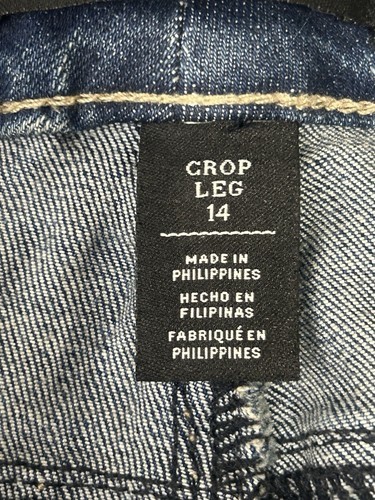 CROP
LEG
14
MADE IN
PHILIPPINES
HECHO EN
FILIPINAS
FABRIQUÉ EN
PHILIPPINES